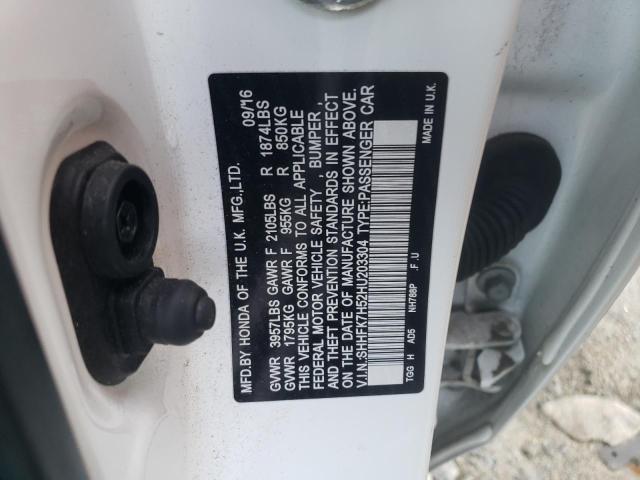 MFD.BY HONDA OF THE U.K. MFG.,LTD. 09/16
GVWR 3957LBS GAWR F 2105LBS R 1874LBS
GVWR 1795KG GAWR F 955KG R 850KG
THIS VEHICLE CONFORMS TO ALL APPLICABLE
FEDERAL MOTOR VEHICLE SAFETY , BUMPER ,
AND THEFT PREVENTION STANDARDS IN EFFECT
ON THE DATE OF MANUFACTURE SHOWN ABOVE.
V.I.N.:SHHFK7H52HU203304 TYPE:PASSENGER CAR
TGG H AD5 NH788P .F .U MADE IN U.K.